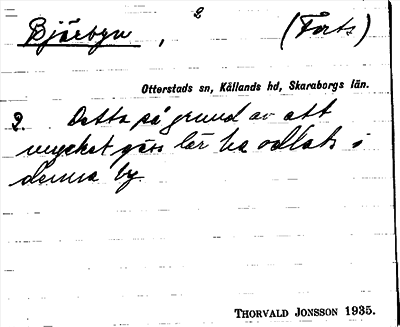 Bjärbyn , 2 (Forts)
Otterstads sn, Kållands hd, Skaraborgs län.
2. Detta på grund av att
mycket gäss lär ha odlats i
denna by.
THORVALD JONSSON 1935.